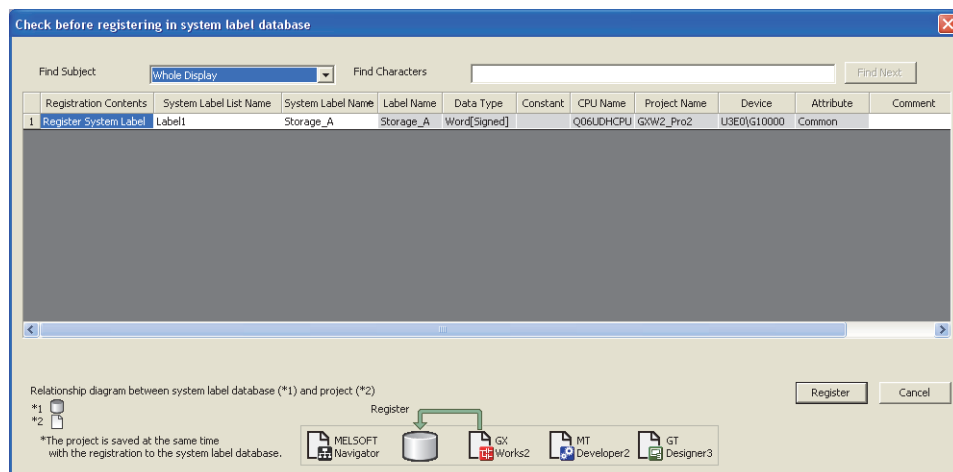 Check before registering in system label database
Find Subject Whole Display Find Characters Find Next
Registration Contents System Label List Name System Label Name Label Name Data Type Constant CPU Name Project Name Device Attribute Comment
1 Register System Label Label1 Storage_A Storage_A Word[Signed] Q06UDHCPU GXW2_Pro2 U3E0\G10000 Common
Relationship diagram between system label database (*1) and project (*2)
Register Cancel
*1
*2
Register
*The project is saved at the same time
with the registration to the system label database.
MELSOFT
Navigator
GX
Works2
MT
Developer2
GT
Designer3